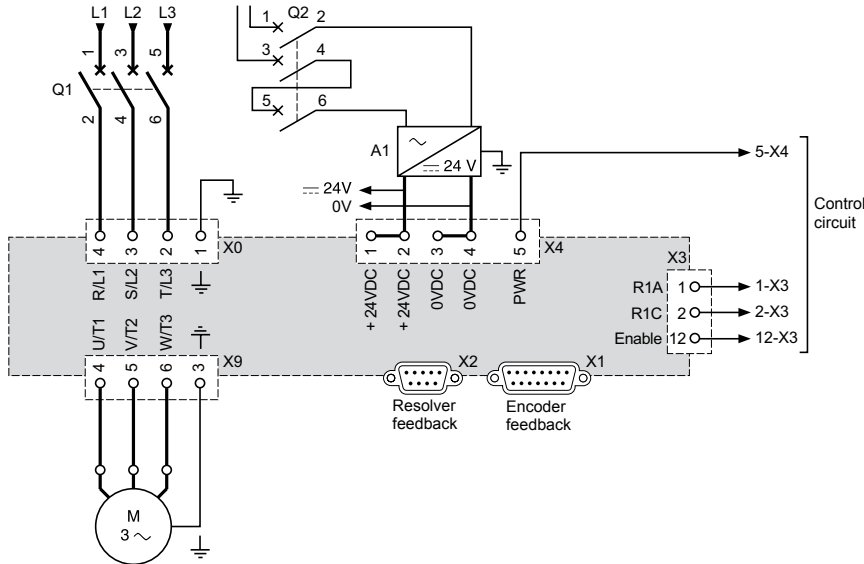 L1 L2 L3
1 3 5
Q1
2 4 6
Q2
1 2
3 4
5 6
A1
24 V
24V
0V
5-X4
Control
circuit
4 3 2 1 X0
R/L1 S/L2 T/L3
1 2 3 4 5 X4
+ 24VDC + 24VDC 0VDC 0VDC PWR
X3
R1A 1 1-X3
R1C 2 2-X3
Enable 12 12-X3
U/T1 V/T2 W/T3
4 5 6 3 X9
X2
X1
Resolver
feedback
Encoder
feedback
M
3